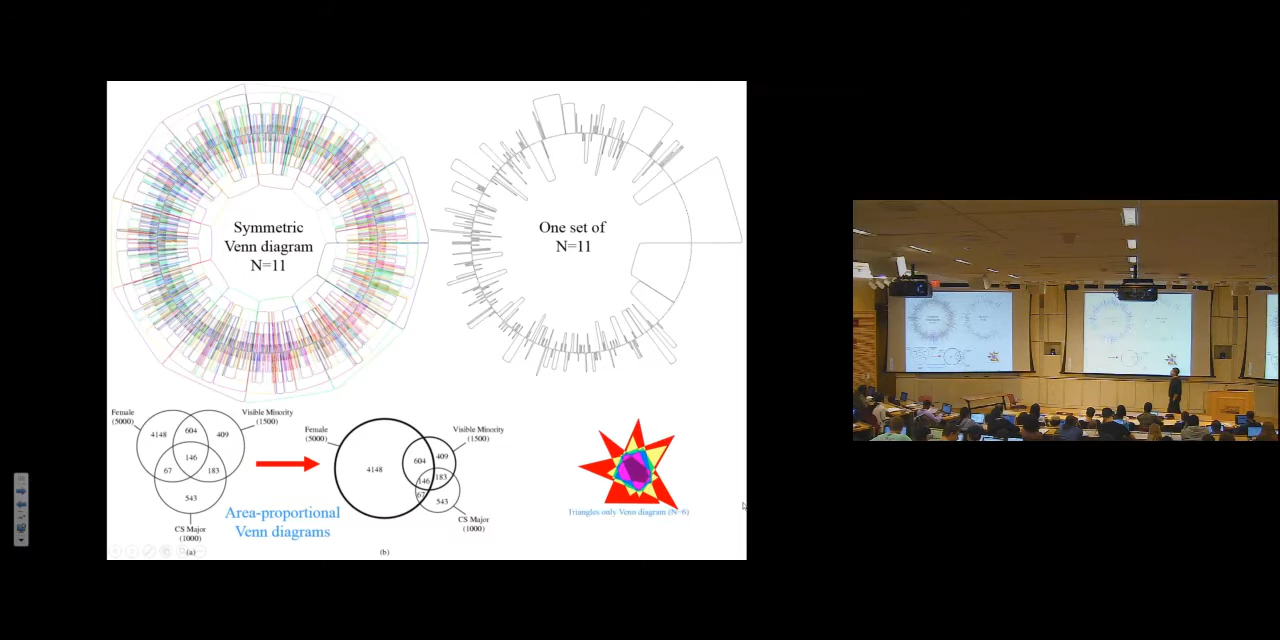 Symmetric
Venn diagram
N=11
One set of
N=11
Female
(5000)
Visible Minority
(1500)
4148
604
409
146
67
183
543
CS Major
(1000)
(a)
Area-proportional
Venn diagrams
Female
(5000)
Visible Minority
(1500)
4148
604
409
146
183
67
543
CS Major
(1000)
(b)
Triangles only Venn diagram (N=6)